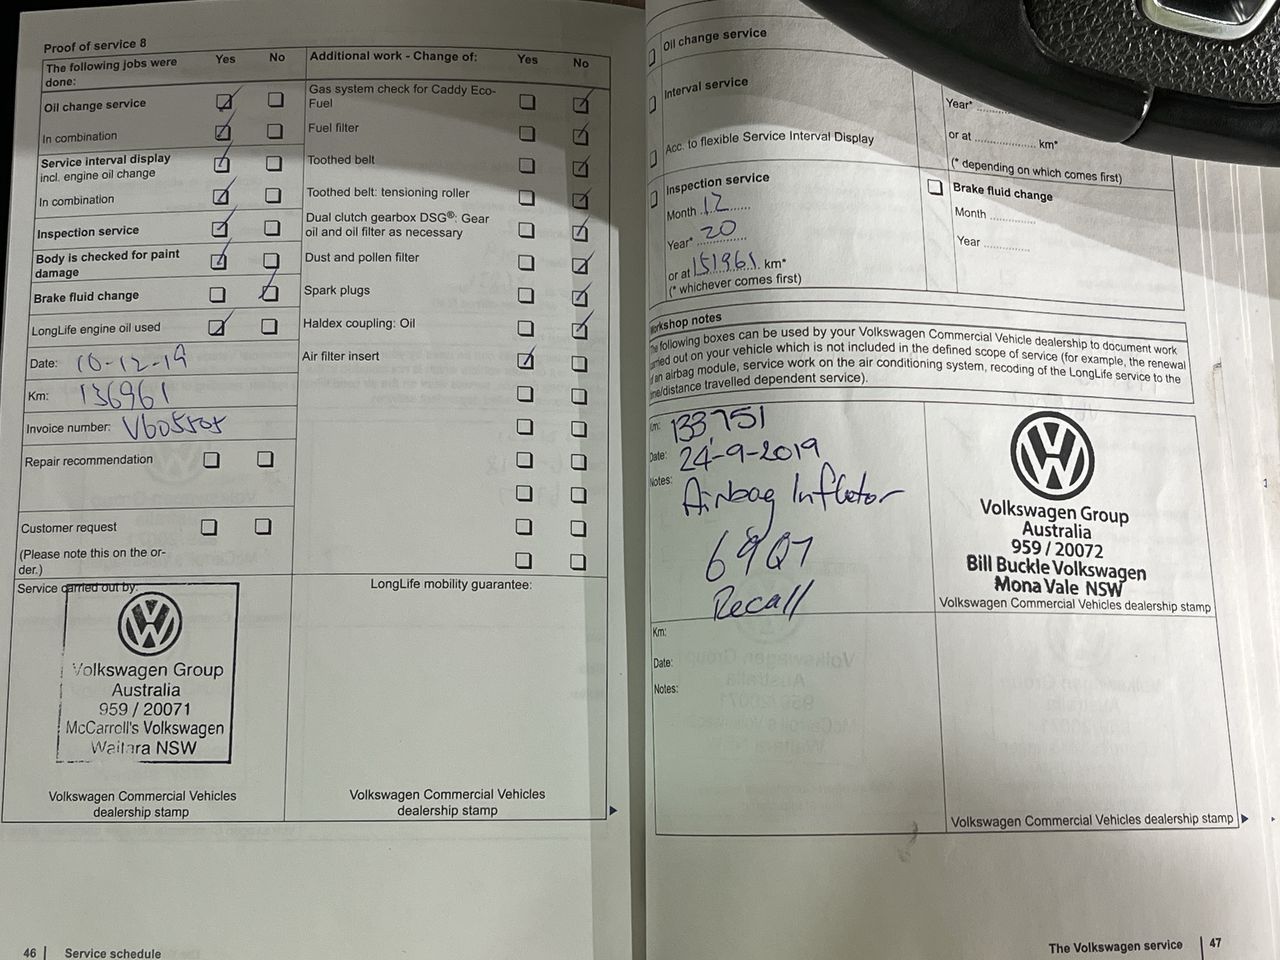 Proof of service 8
The following jobs were done: Yes No
Oil change service
In combination
Service interval display incl. engine oil change
In combination
Inspection service
Body is checked for paint damage
Brake fluid change
LongLife engine oil used
Date: 10-12-19
Km: 136961
Invoice number:
Repair recommendation
Customer request
(Please note this on the or-
der.)
Service carried out by:
Volkswagen Group
Australia
959 / 20071
McCarroll's Volkswagen
Waitara NSW
Volkswagen Commercial Vehicles
dealership stamp
Additional work - Change of: Yes No
Gas system check for Caddy Eco-
Fuel
Fuel filter
Toothed belt
Toothed belt: tensioning roller
Dual clutch gearbox DSG®: Gear
oil and oil filter as necessary
Dust and pollen filter
Spark plugs
Haldex coupling: Oil
Air filter insert
LongLife mobility guarantee:
Volkswagen Commercial Vehicles
dealership stamp
46 | Service schedule
Oil change service
Interval service
Acc. to flexible Service Interval Display
Inspection service
Month 12
Year* 20
or at 151961 km*
(* whichever comes first)
Year*
or at km*
(* depending on which comes first)
Brake fluid change
Month
Year
Workshop notes
following boxes can be used by your Volkswagen Commercial Vehicle dealership to document work
out on your vehicle which is not included in the defined scope of service (for example, the renewal
an airbag module, service work on the air conditioning system, recoding of the LongLife service to the
time/distance travelled dependent service).
Km: 133751
Date: 24-9-2019
Notes: Airbag Inflator
69Q7
Recall
Volkswagen Group
Australia
959 / 20072
Bill Buckle Volkswagen
Mona Vale NSW
Volkswagen Commercial Vehicles dealership stamp
Km:
Date:
Notes:
Volkswagen Commercial Vehicles dealership stamp
The Volkswagen service | 47